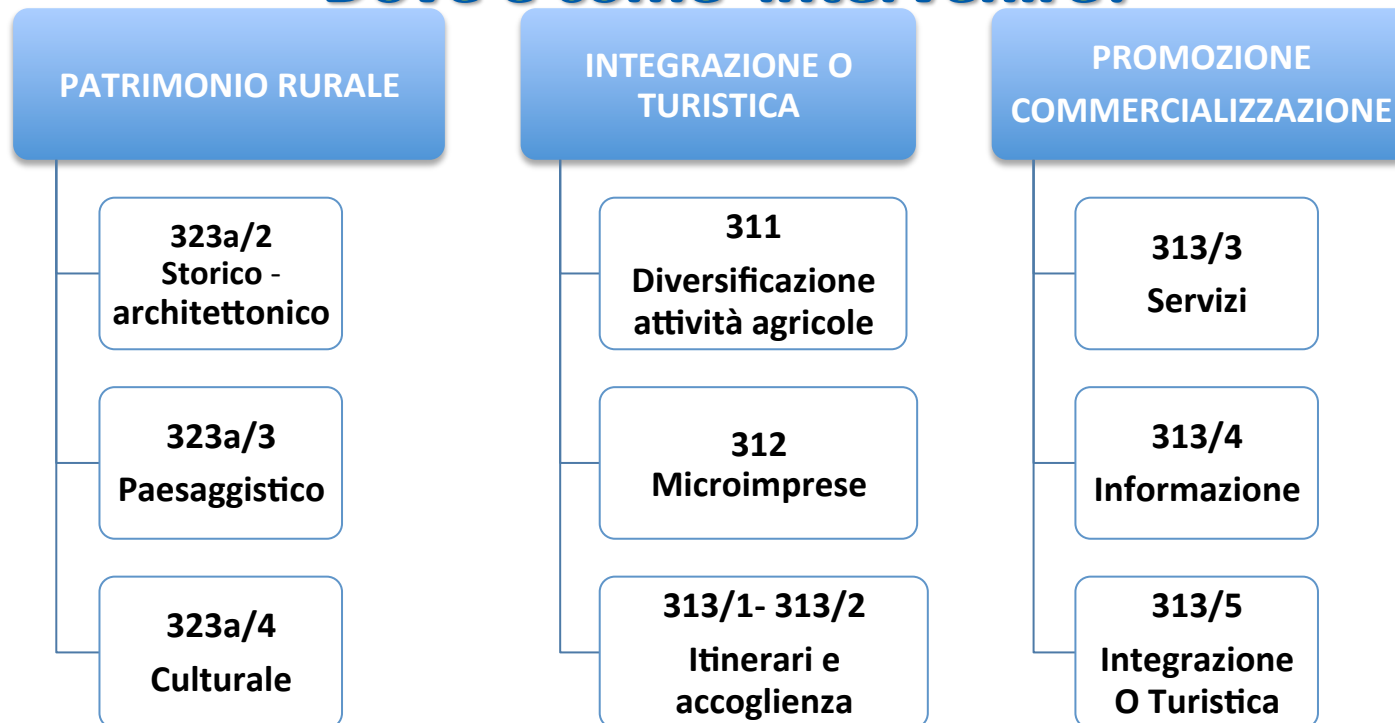 PATRIMONIO RURALE
323a/2
Storico -
architettonico
323a/3
Paesaggistico
323a/4
Culturale
INTEGRAZIONE O
TURISTICA
311
Diversificazione
attività agricole
312
Microimprese
313/1- 313/2
Itinerari e
accoglienza
PROMOZIONE
COMMERCIALIZZAZIONE
313/3
Servizi
313/4
Informazione
313/5
Integrazione
O Turistica